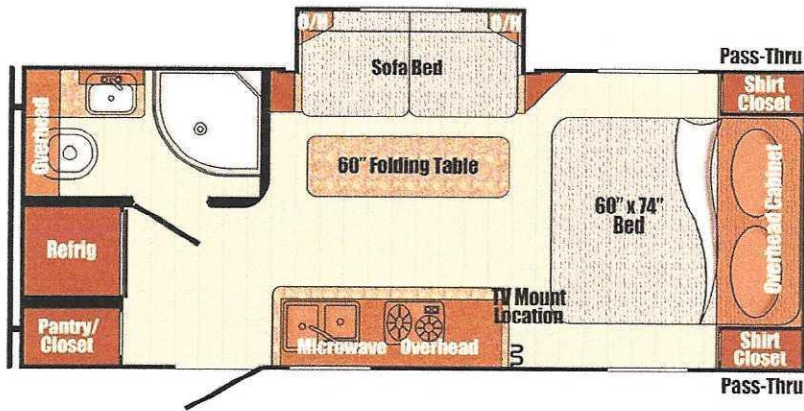 O/H
O/H
Sofa Bed
Pass-Thru
Shirt
Closet
Overhead
60" Folding Table
60" x 74"
Bed
Overhead Cabinet
Refrig
TV Mount
Location
Pantry/
Closet
Microwave Overhead
Shirt
Closet
Pass-Thru